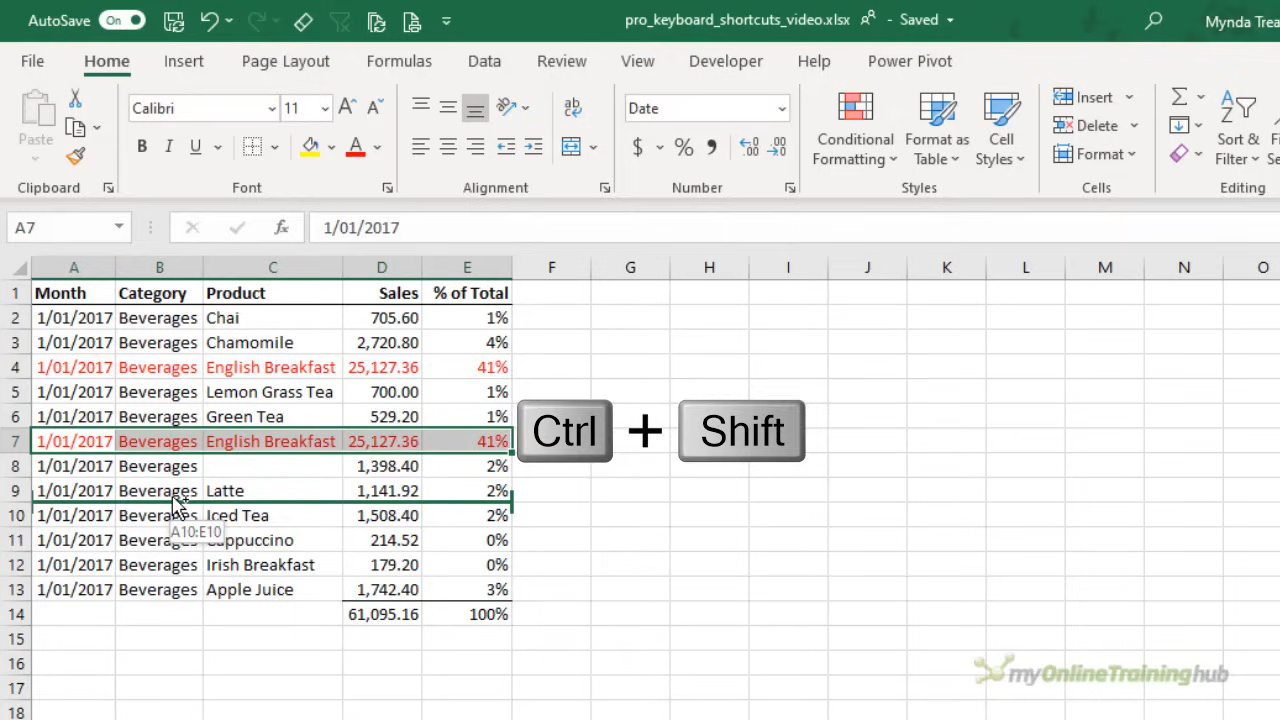 AutoSave On pro_keyboard_shortcuts_video.xlsx - Saved Mynda Trea
File Home Insert Page Layout Formulas Data Review View Developer Help Power Pivot
Paste
Calibri 11
B I U A
ab
Date
$ % 9
Conditional Formatting
Format as Table
Cell Styles
Insert
Delete
Format
Sort & Filter
Clipboard Font Alignment Number Styles Cells Editing
A7 fx 1/01/2017
A B C D E F G H I J K L M N O
1 Month Category Product Sales % of Total
2 1/01/2017 Beverages Chai 705.60 1%
3 1/01/2017 Beverages Chamomile 2,720.80 4%
4 1/01/2017 Beverages English Breakfast 25,127.36 41%
5 1/01/2017 Beverages Lemon Grass Tea 700.00 1%
6 1/01/2017 Beverages Green Tea 529.20 1%
7 1/01/2017 Beverages English Breakfast 25,127.36 41%
Ctrl + Shift
8 1/01/2017 Beverages 1,398.40 2%
9 1/01/2017 Beverages Latte 1,141.92 2%
10 1/01/2017 Beverages Iced Tea 1,508.40 2%
A10:E10
11 1/01/2017 Beverages Cappuccino 214.52 0%
12 1/01/2017 Beverages Irish Breakfast 179.20 0%
13 1/01/2017 Beverages Apple Juice 1,742.40 3%
14 61,095.16 100%
15
16
17
18
myOnlineTraininghub